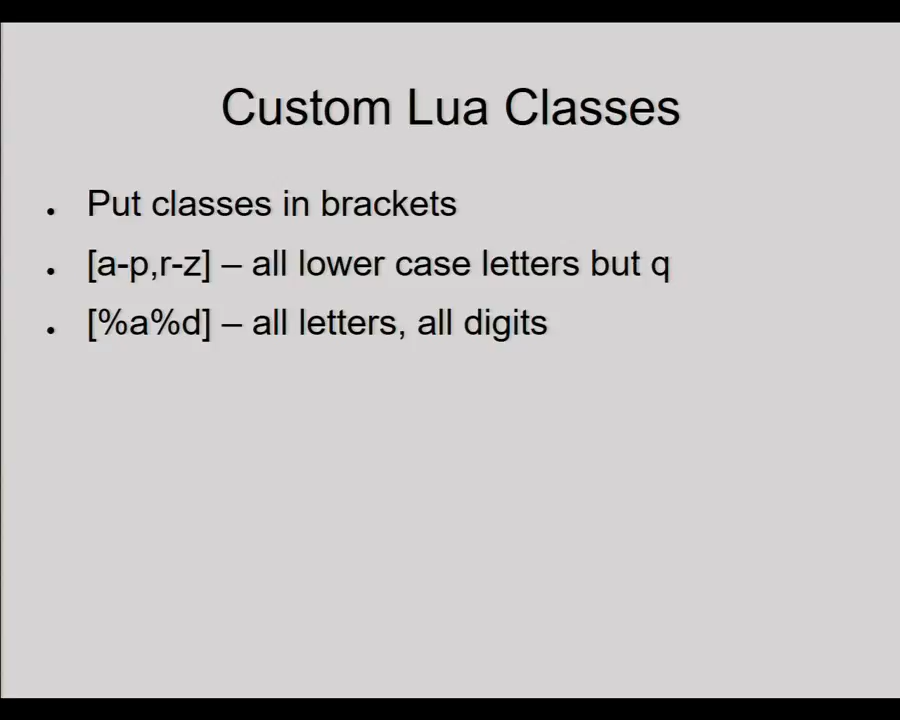 Custom Lua Classes
● Put classes in brackets
● [a-p,r-z] – all lower case letters but q
● [%a%d] – all letters, all digits